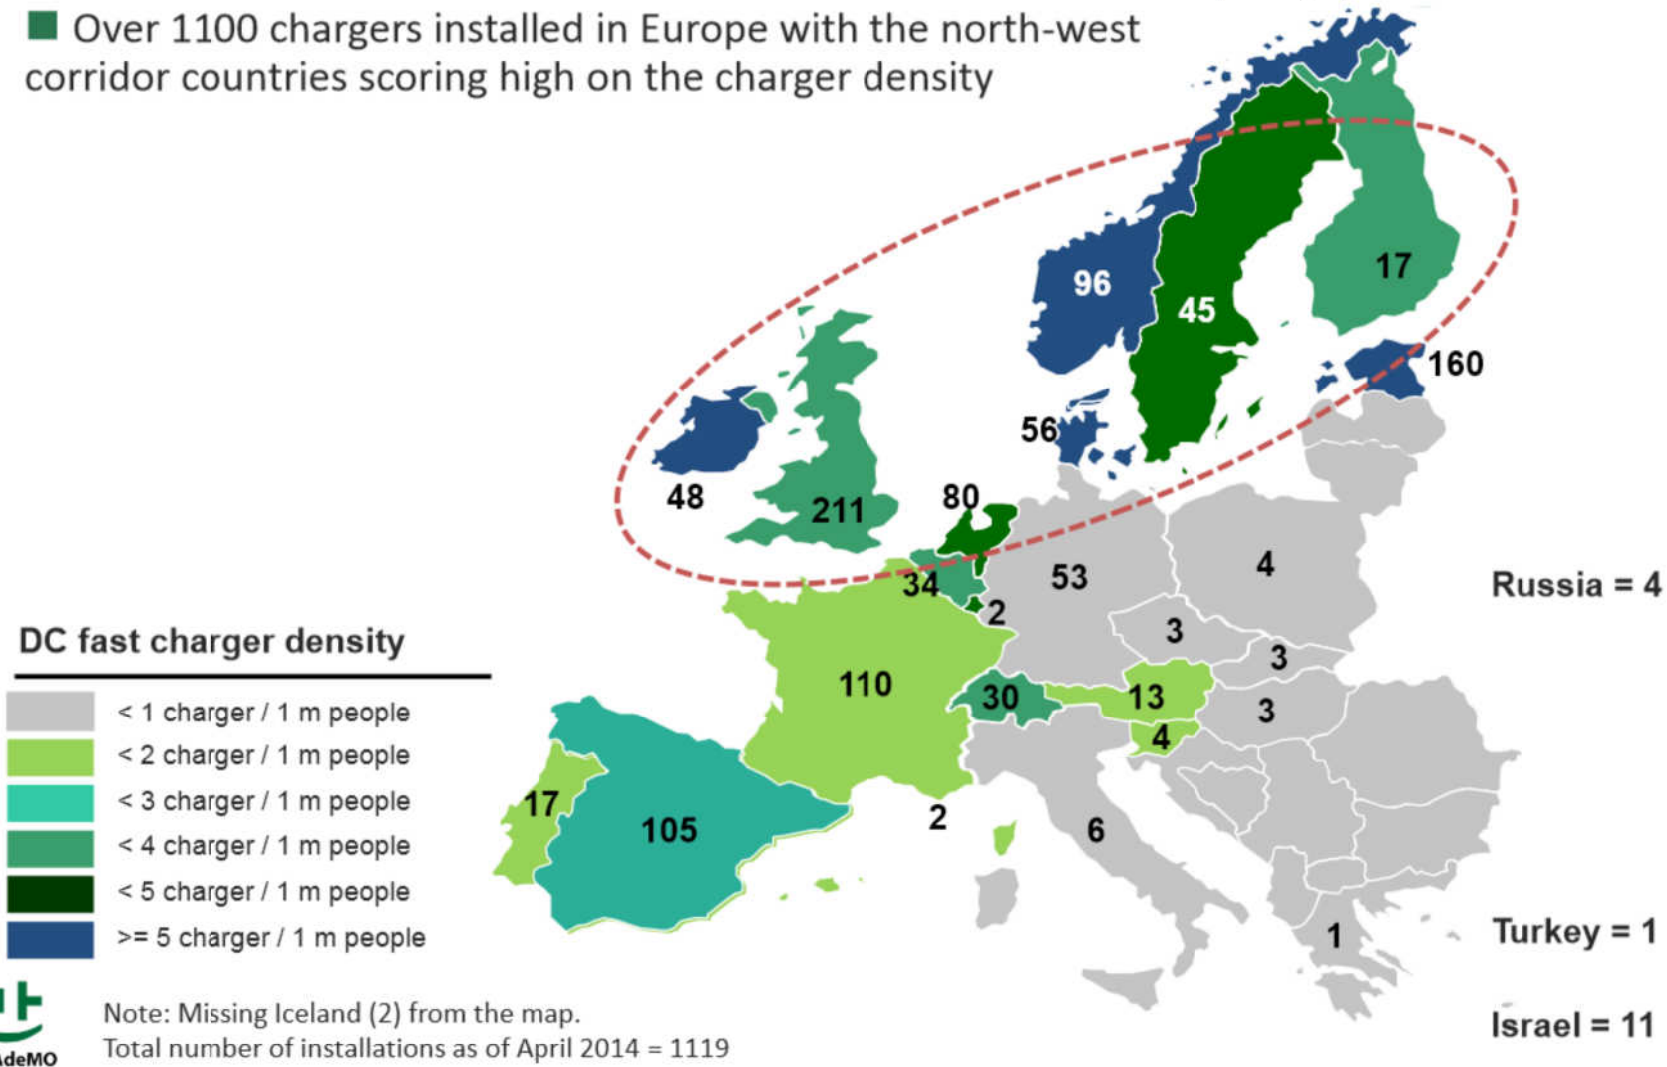 Over 1100 chargers installed in Europe with the north-west
corridor countries scoring high on the charger density
96
45
17
160
56
48
211
80
34
53
4
2
3
3
Russia = 4
110
30
13
3
4
17
105
2
6
1
Turkey = 1
Israel = 11
DC fast charger density
< 1 charger / 1 m people
< 2 charger / 1 m people
< 3 charger / 1 m people
< 4 charger / 1 m people
< 5 charger / 1 m people
>= 5 charger / 1 m people
Note: Missing Iceland (2) from the map.
Total number of installations as of April 2014 = 1119
AdeMO